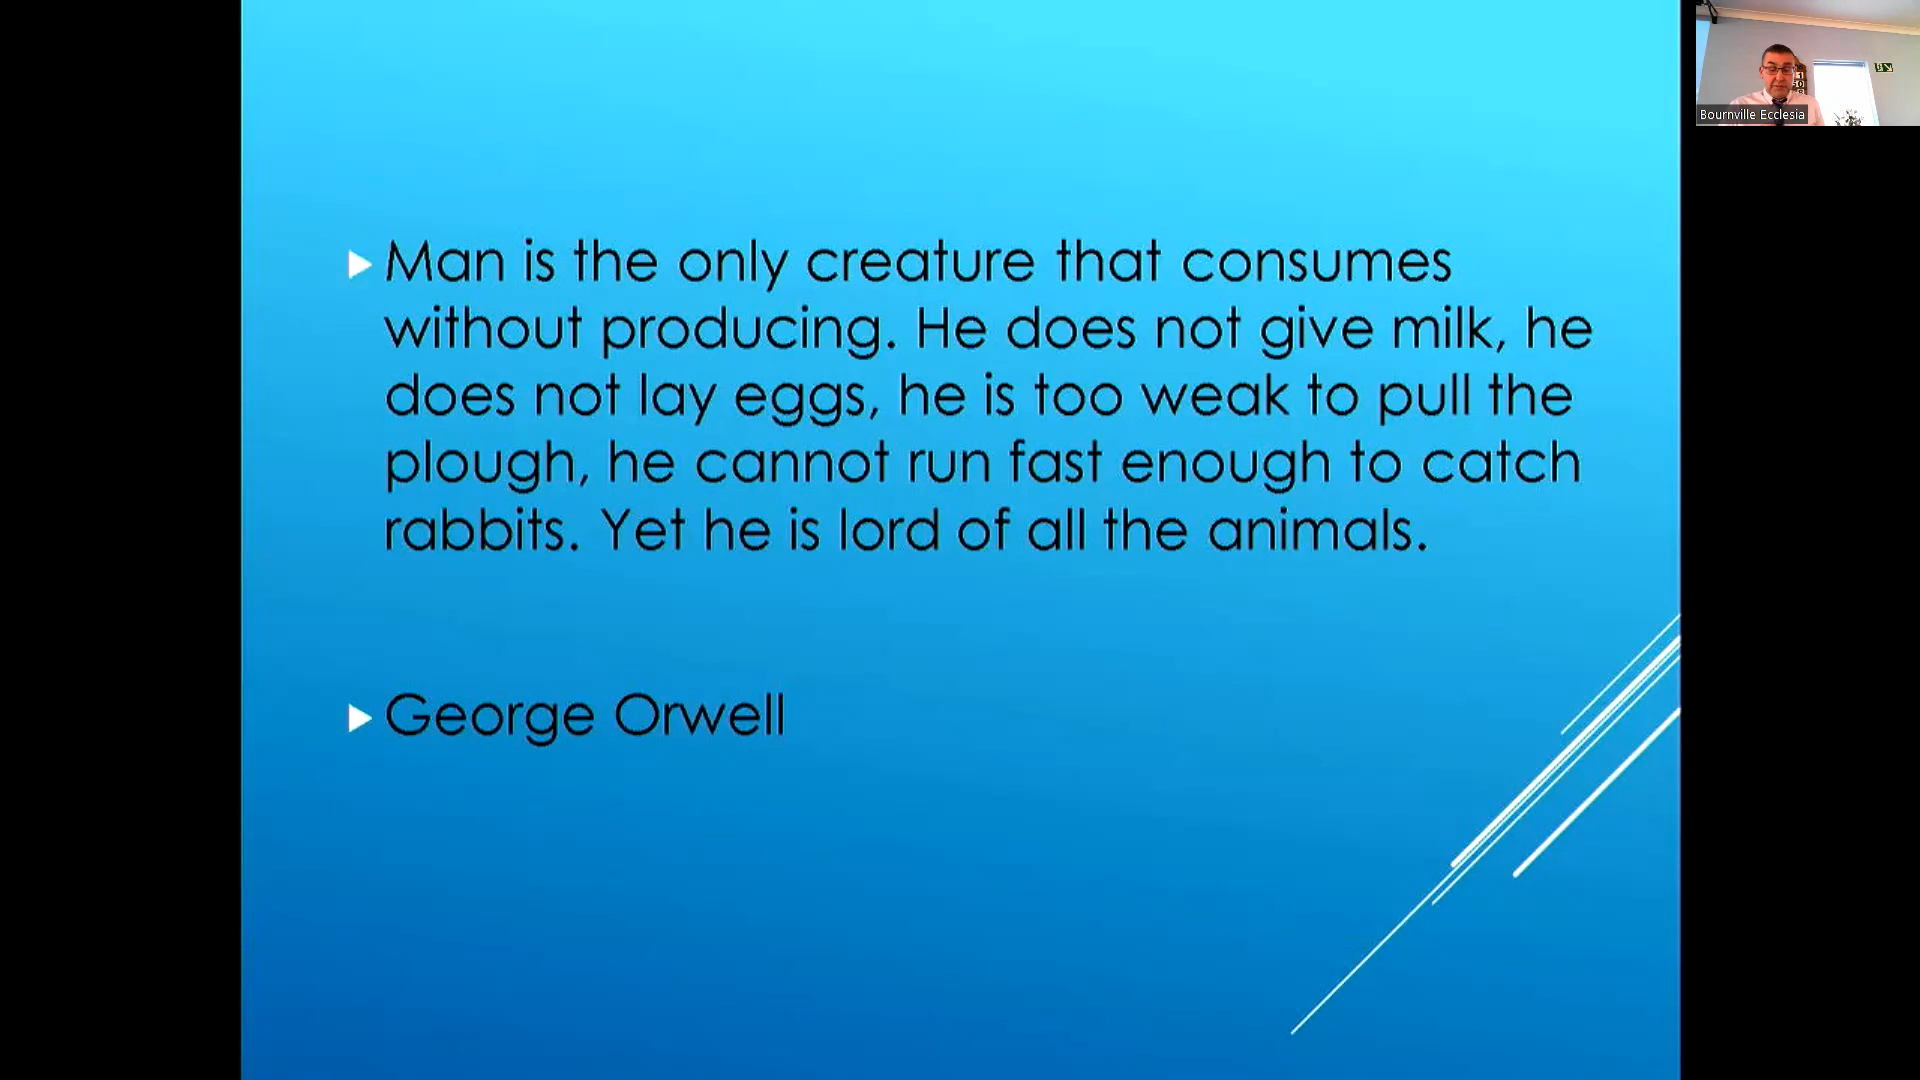 Man is the only creature that consumes
without producing. He does not give milk, he
does not lay eggs, he is too weak to pull the
plough, he cannot run fast enough to catch
rabbits. Yet he is lord of all the animals.
George Orwell
Bournville Ecclesia